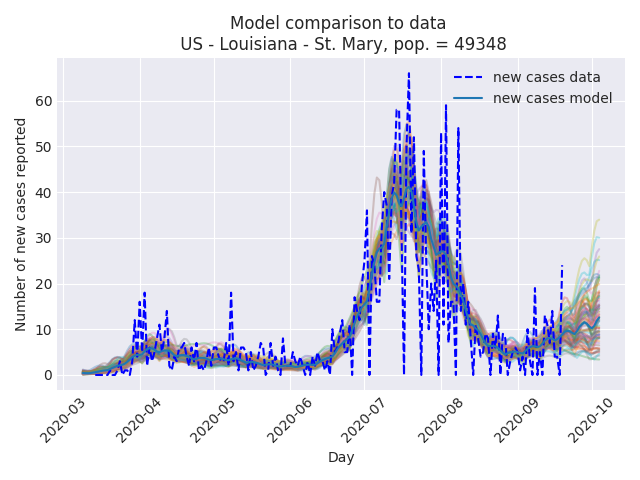 Model comparison to data
US - Louisiana - St. Mary, pop. = 49348
new cases data
new cases model
Number of new cases reported
60
50
40
30
20
10
0
2020-03
2020-04
2020-05
2020-06
2020-07
2020-08
2020-09
2020-10
Day